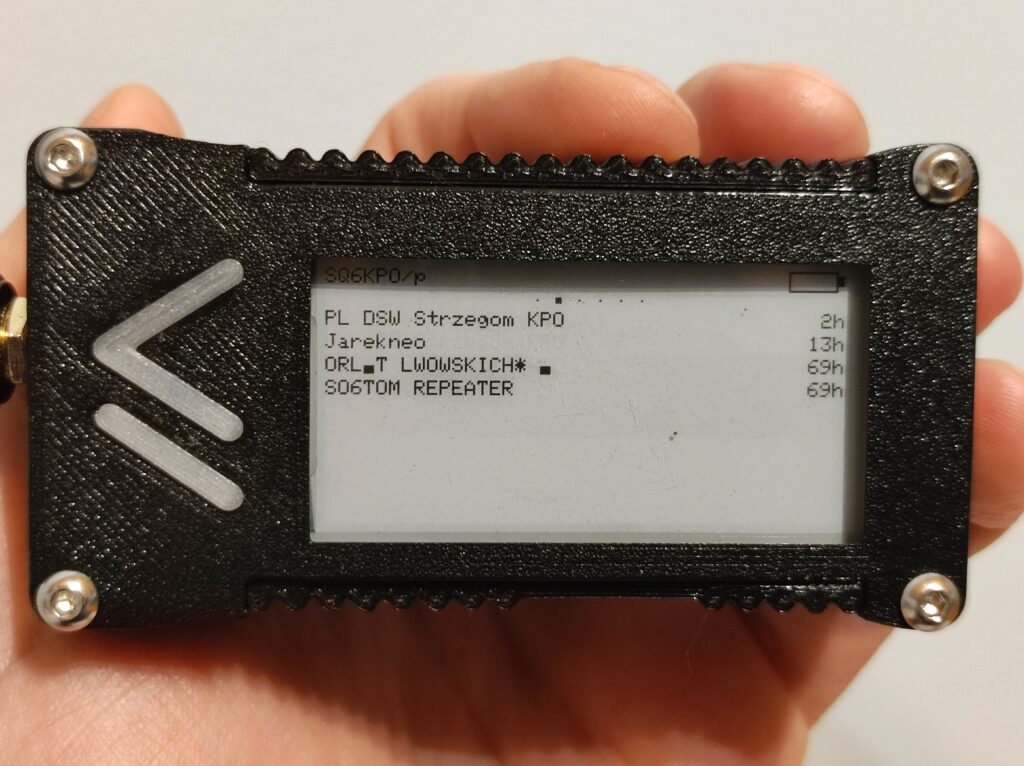 SQ6KPO/p
PL DSW Strzegom KPO 2h
Jarekneo 13h
ORL■T LWOWSKICH* ■ 69h
SO6TOM REPEATER 69h